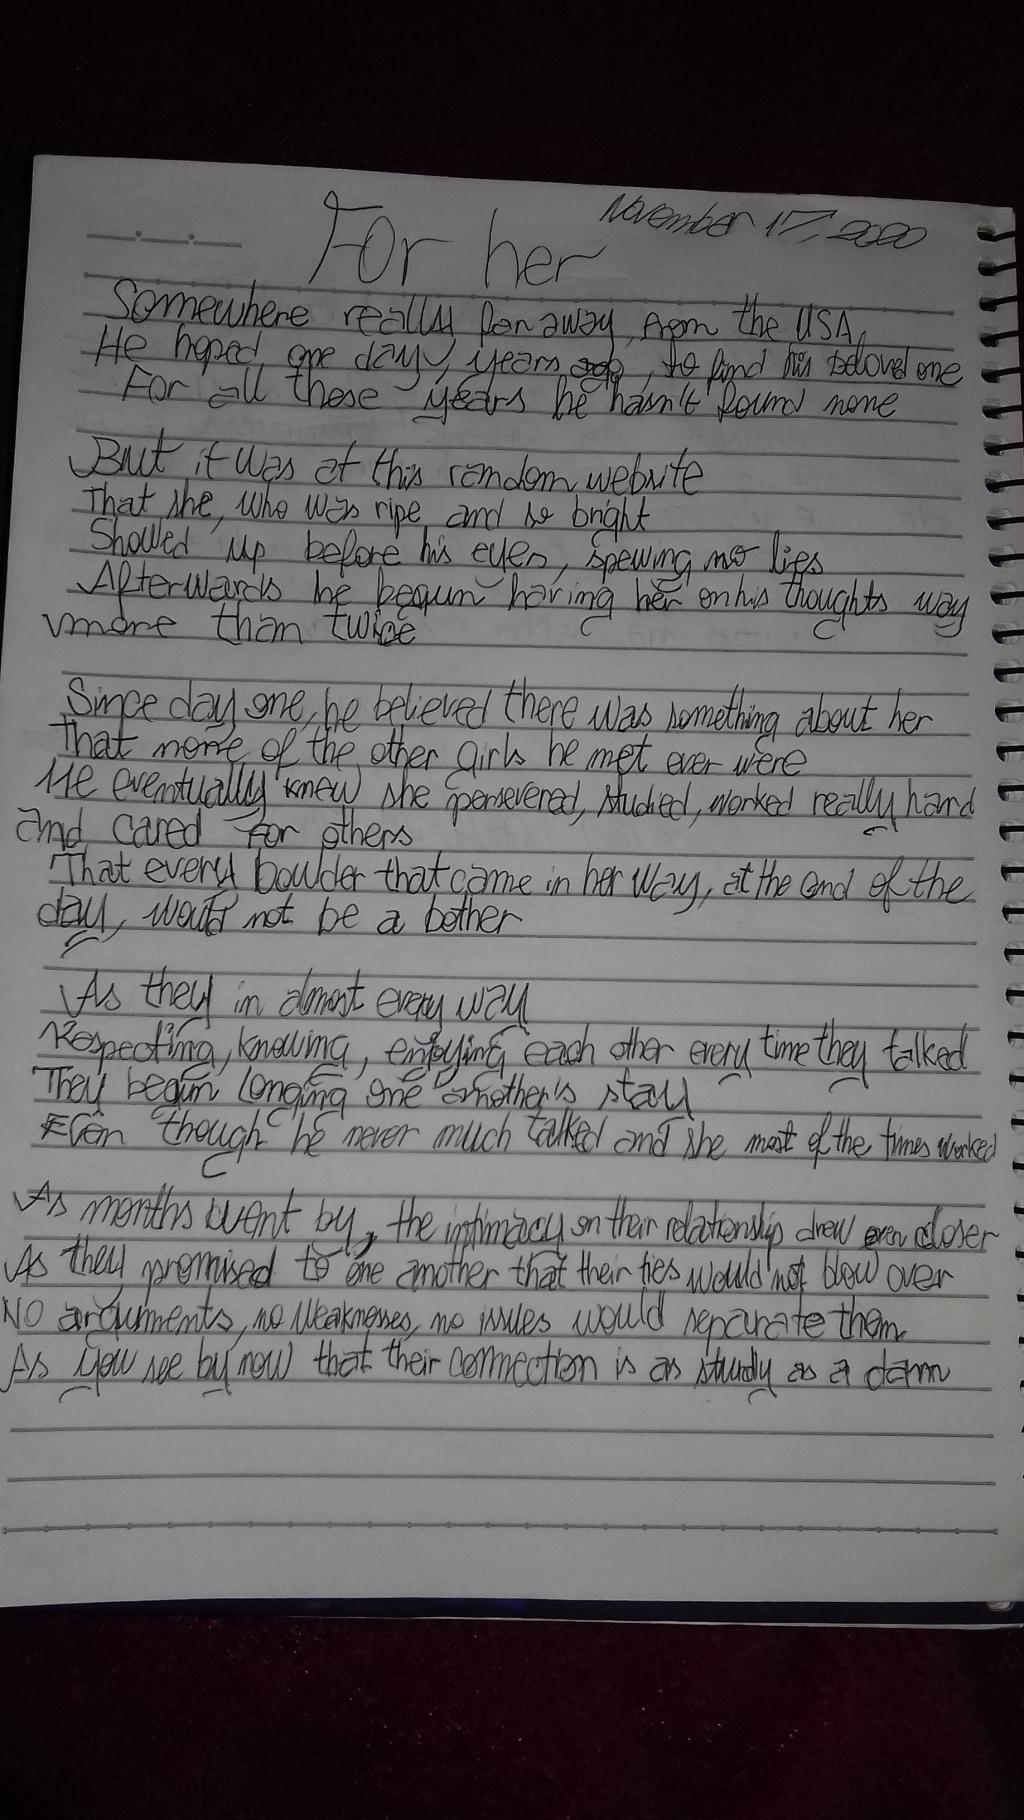 November 17, 2020
For her
Somewhere really far away, from the USA,
He hoped one day, years ago, to find his beloved one
For all these years he hasn't found none
But it was at this random website
That she, who was ripe, and so bright
Showed up before his eyes, spewing no lies
Afterwards he begun having her on his thoughts way
more than twice
Since day one, he believed there was something about her
That none of the other girls he met ever were
He eventually knew she persevered, studied, worked really hard
and cared for others
That every boulder that came in her way, at the end of the
day, would not be a bother
As they in almost every way
Respecting, knowing, enjoying each other every time they talked
They begun longing one another's stay
Even though he never much talked and she most of the times worked
As months went by, the intimacy on their relationship drew even closer
As they promised to one another that their ties would not blow over
No arguments, no weaknesses, no issues would separate them
As you see by now that their connection is as sturdy as a dam